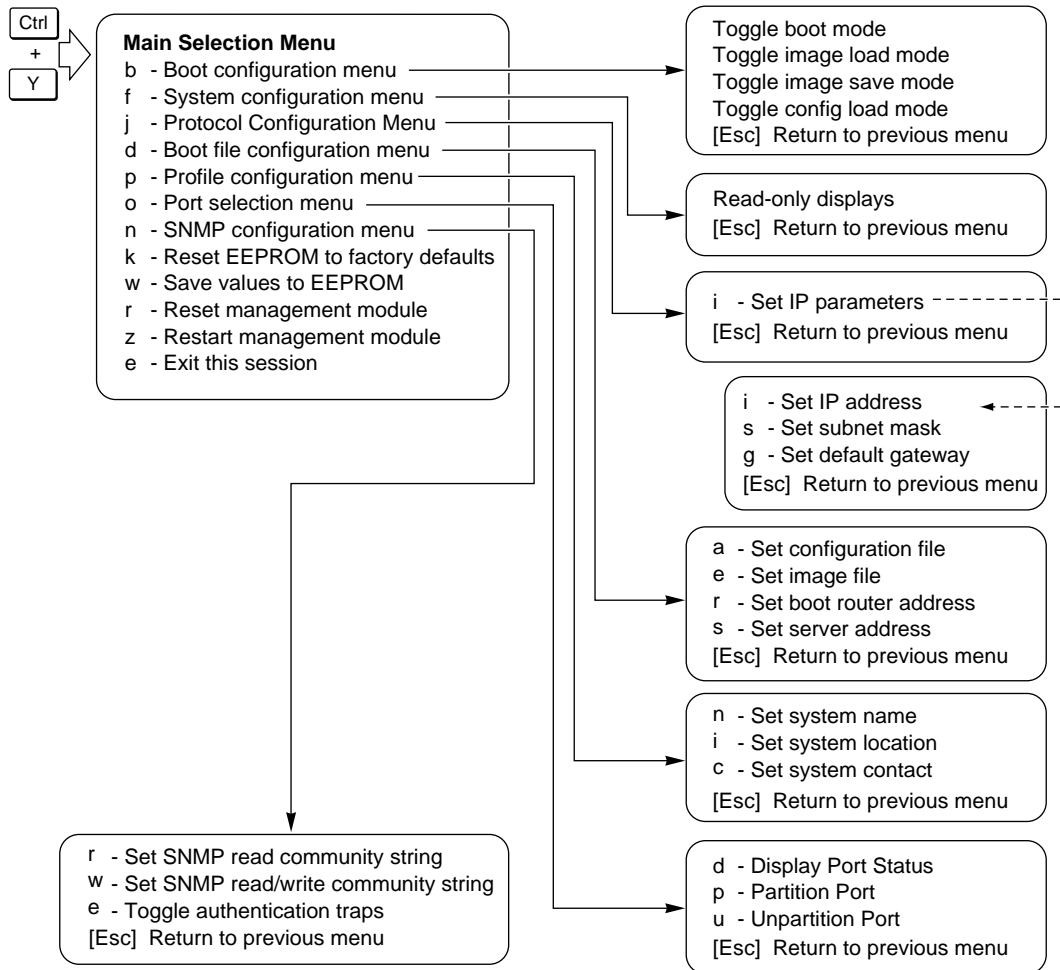 Ctrl
+
Y
Main Selection Menu
b - Boot configuration menu
f - System configuration menu
j - Protocol Configuration Menu
d - Boot file configuration menu
p - Profile configuration menu
o - Port selection menu
n - SNMP configuration menu
k - Reset EEPROM to factory defaults
w - Save values to EEPROM
r - Reset management module
z - Restart management module
e - Exit this session
Toggle boot mode
Toggle image load mode
Toggle image save mode
Toggle config load mode
[Esc] Return to previous menu
Read-only displays
[Esc] Return to previous menu
i - Set IP parameters
[Esc] Return to previous menu
i - Set IP address
s - Set subnet mask
g - Set default gateway
[Esc] Return to previous menu
a - Set configuration file
e - Set image file
r - Set boot router address
s - Set server address
[Esc] Return to previous menu
n - Set system name
i - Set system location
c - Set system contact
[Esc] Return to previous menu
r - Set SNMP read community string
w - Set SNMP read/write community string
e - Toggle authentication traps
[Esc] Return to previous menu
d - Display Port Status
p - Partition Port
u - Unpartition Port
[Esc] Return to previous menu